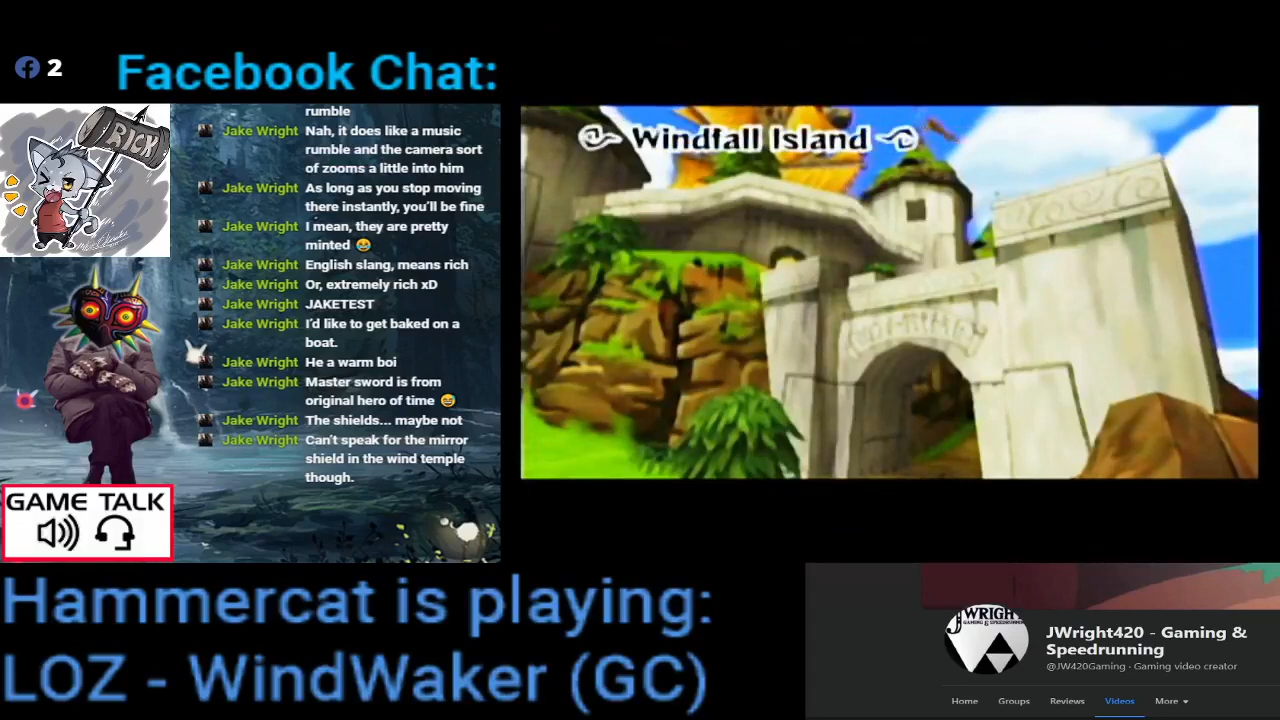 2
Facebook Chat:
RICK
rumble
Jake Wright Nah, it does like a music
rumble and the camera sort
of zooms a little into him
Jake Wright As long as you stop moving
there instantly, you'll be fine
Jake Wright I mean, they are pretty
minted 😅
Jake Wright English slang, means rich
Jake Wright Or, extremely rich xD
Jake Wright JAKETEST
Jake Wright I'd like to get baked on a
boat.
Jake Wright He a warm boi
Jake Wright Master sword is from
original hero of time 😅
Jake Wright The shields... maybe not
Jake Wright Can't speak for the mirror
shield in the wind temple
though.
GAME TALK
Windfall Island
Hammercat is playing:
LOZ - WindWaker (GC)
JWRIGHT
GAMING & SPEEDRUNNING
JWright420 - Gaming &
Speedrunning
@JW420Gaming · Gaming video creator
Home Groups Reviews Videos More